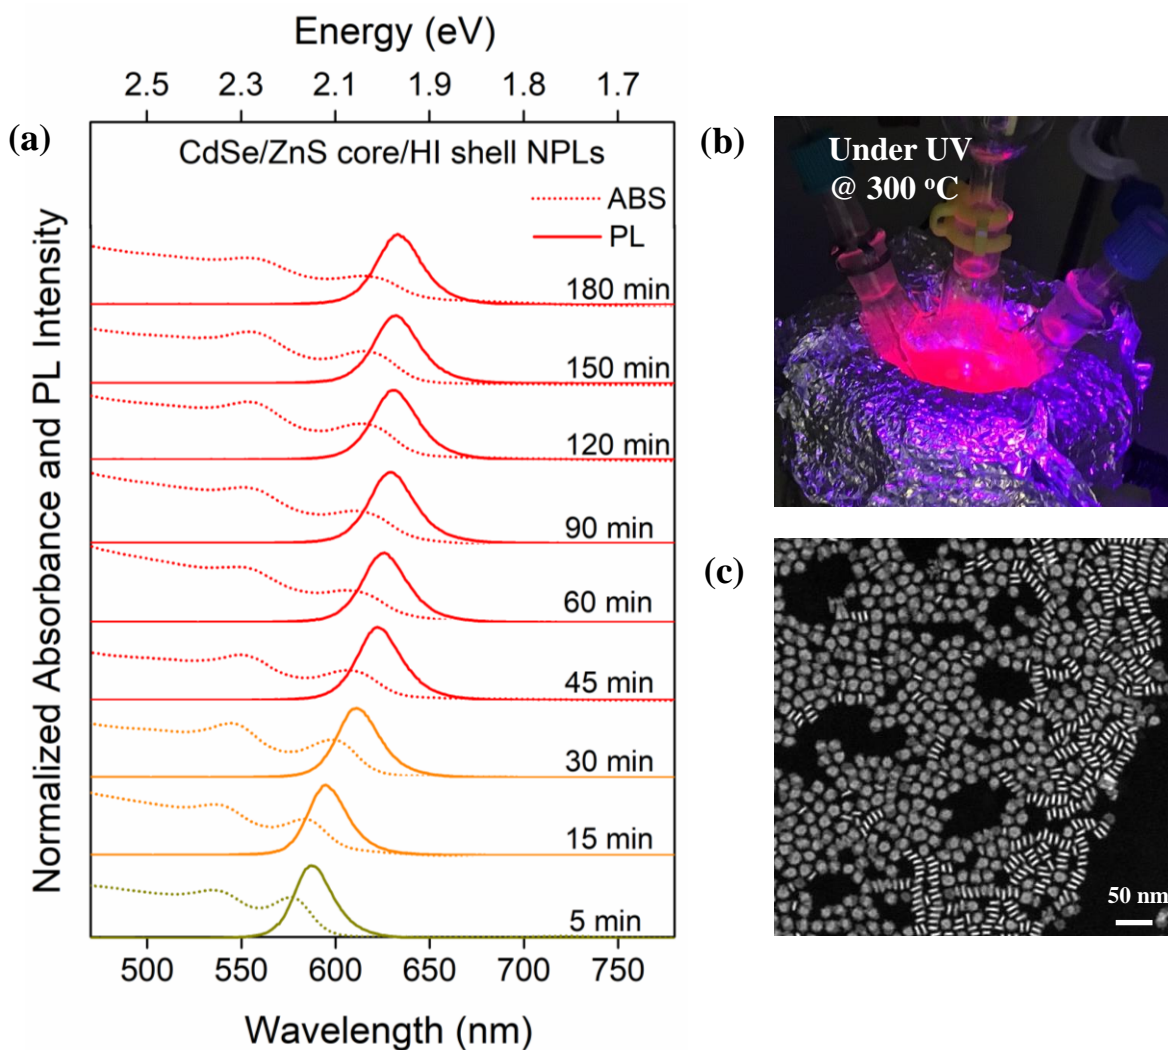 Energy (eV)
2.5 2.3 2.1 1.9 1.8 1.7
(a)
CdSe/ZnS core/HI shell NPLs
ABS
PL
180 min
150 min
120 min
90 min
60 min
45 min
30 min
15 min
5 min
Normalized Absorbance and PL Intensity
500 550 600 650 700 750
Wavelength (nm)
(b)
Under UV
@ 300 °C
(c)
50 nm